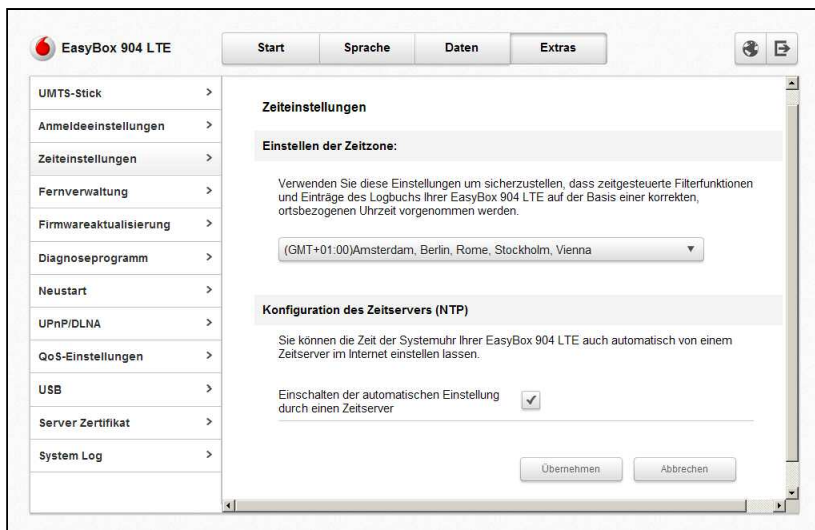 EasyBox 904 LTE
Start
Sprache
Daten
Extras
UMTS-Stick
Anmeldeeinstellungen
Zeiteinstellungen
Fernverwaltung
Firmwareaktualisierung
Diagnoseprogramm
Neustart
UPnP/DLNA
QoS-Einstellungen
USB
Server Zertifikat
System Log
Zeiteinstellungen
Einstellen der Zeitzone:
Verwenden Sie diese Einstellungen um sicherzustellen, dass zeitgesteuerte Filterfunktionen
und Einträge des Logbuchs Ihrer EasyBox 904 LTE auf der Basis einer korrekten,
ortsbezogenen Uhrzeit vorgenommen werden.
(GMT+01:00)Amsterdam, Berlin, Rome, Stockholm, Vienna
Konfiguration des Zeitservers (NTP)
Sie können die Zeit der Systemuhr Ihrer EasyBox 904 LTE auch automatisch von einem
Zeitserver im Internet einstellen lassen.
Einschalten der automatischen Einstellung
durch einen Zeitserver
Übernehmen
Abbrechen